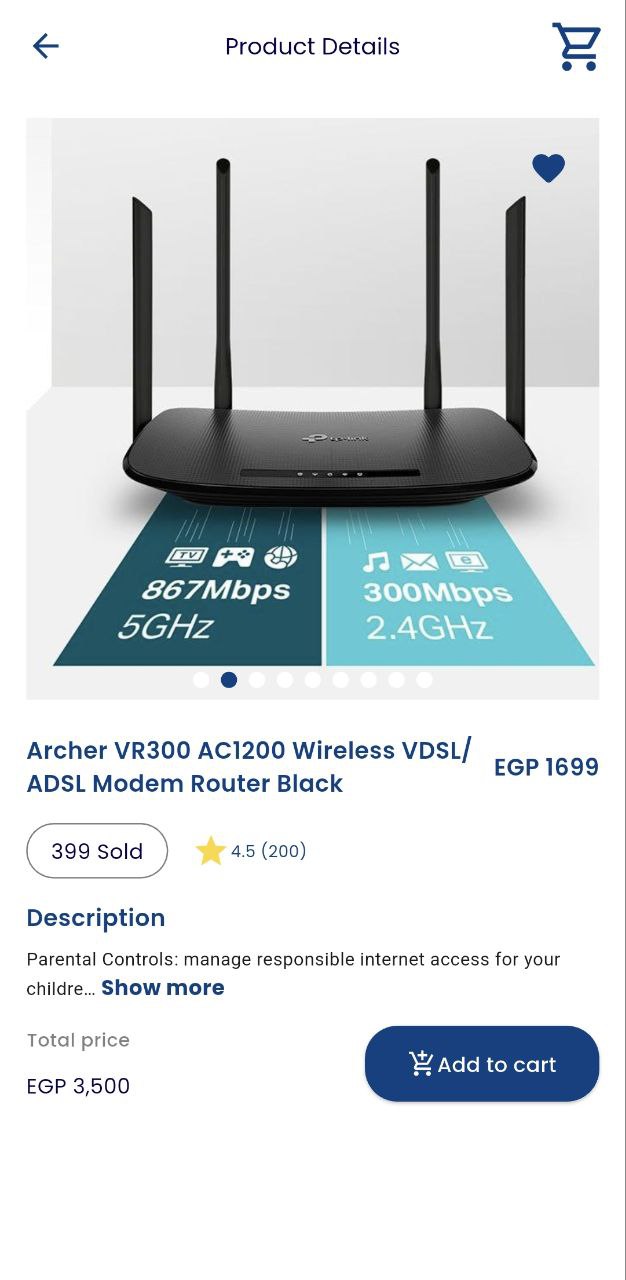 Product Details
tp-link
TV
e
867Mbps
300Mbps
5GHz
2.4GHz
Archer VR300 AC1200 Wireless VDSL/
EGP 1699
ADSL Modem Router Black
399 Sold
4.5 (200)
Description
Parental Controls: manage responsible internet access for your
childre… Show more
Total price
Add to cart
EGP 3,500